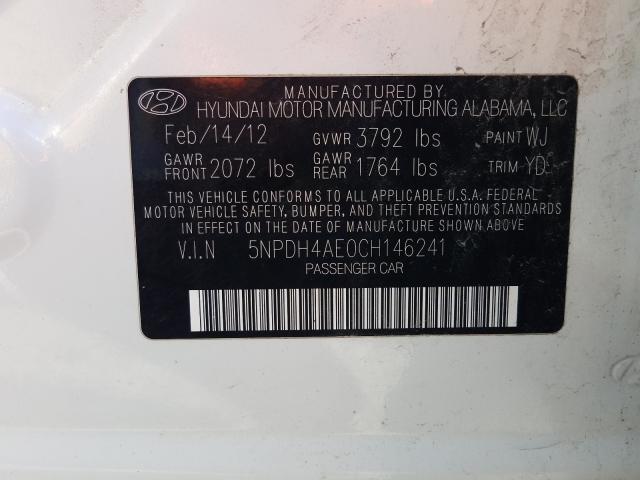 MANUFACTURED BY
HYUNDAI MOTOR MANUFACTURING ALABAMA, LLC
Feb/14/12 GVWR 3792 lbs PAINT WJ
GAWR FRONT 2072 lbs GAWR REAR 1764 lbs TRIM YD
THIS VEHICLE CONFORMS TO ALL APPLICABLE U.S.A. FEDERAL
MOTOR VEHICLE SAFETY, BUMPER, AND THEFT PREVENTION STANDARDS
IN EFFECT ON THE DATE OF MANUFACTURE SHOWN ABOVE
V.I.N 5NPDH4AE0CH146241
PASSENGER CAR